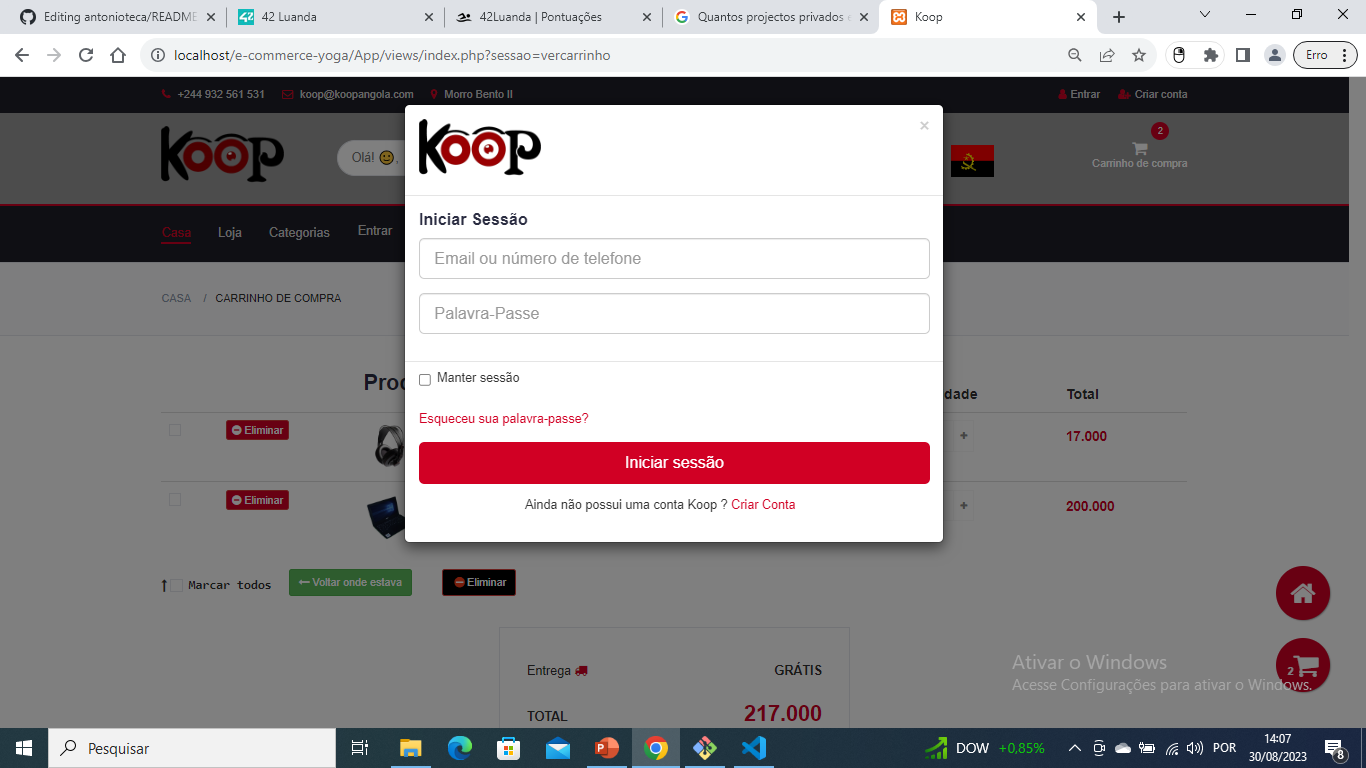 Editing antonioteca/README
42 Luanda
42Luanda | Pontuações
Quantos projectos privados e
Koop
localhost/e-commerce-yoga/App/views/index.php?sessao=vercarrinho
Erro
+244 932 561 531
koop@koopangola.com
Morro Bento II
Entrar
Criar conta
Koop
Olá! 😀,
Koop
×
2
Carrinho de compra
Casa
Loja
Categorias
Entrar
Iniciar Sessão
Email ou número de telefone
Palavra-Passe
CASA / CARRINHO DE COMPRA
Manter sessão
Esqueceu sua palavra-passe?
Iniciar sessão
Ainda não possui uma conta Koop ? Criar Conta
Proc
dade
Total
Eliminar
+
17.000
Eliminar
+
200.000
Marcar todos
Voltar onde estava
Eliminar
Entrega
GRÁTIS
TOTAL
217.000
2
Ativar o Windows
Acesse Configurações para ativar o Windows.
Pesquisar
DOW +0,85%
POR
14:07
30/08/2023
8